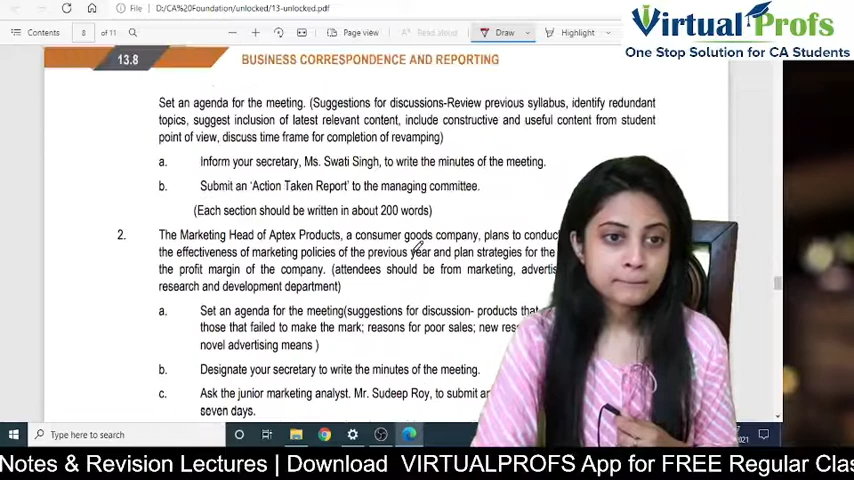 File
D:/CA%20Foundation/unlocked/13-unlocked.pdf
Virtual Profs
One Stop Solution for CA Students
Contents
8
of 11
Page view
Read aloud
Draw
Highlight
13.8
BUSINESS CORRESPONDENCE AND REPORTING
Set an agenda for the meeting. (Suggestions for discussions-Review previous syllabus, identify redundant
topics, suggest inclusion of latest relevant content, include constructive and useful content from student
point of view, discuss time frame for completion of revamping)
a. Inform your secretary, Ms. Swati Singh, to write the minutes of the meeting.
b. Submit an 'Action Taken Report' to the managing committee.
(Each section should be written in about 200 words)
2. The Marketing Head of Aptex Products, a consumer goods company, plans to conduct
the effectiveness of marketing policies of the previous year and plan strategies for the
the profit margin of the company. (attendees should be from marketing,
research and development department)
a. Set an agenda for the meeting(suggestions for discussion- products
those that failed to make the mark; reasons for poor sales; new
novel advertising means )
b. Designate your secretary to write the minutes of the meeting.
c. Ask the junior marketing analyst. Mr. Sudeep Roy, to submit
seven days.
Type here to search
2021
Notes & Revision Lectures | Download VIRTUALPROFS App for FREE Regular